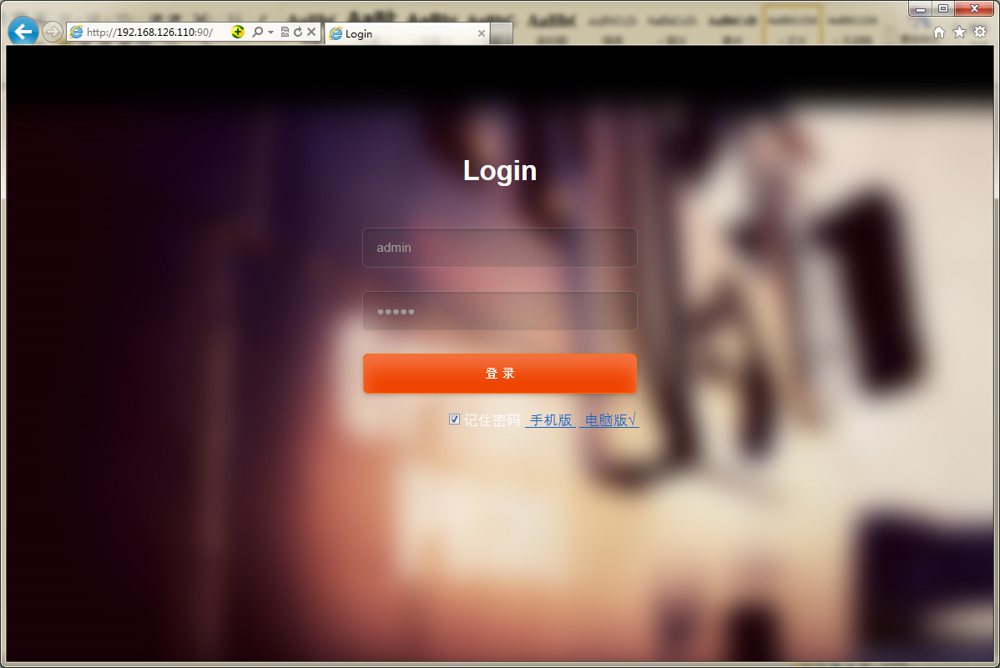 http://192.168.126.110:90/
Login
Login
admin
•••••
登 录
记住密码 手机版 电脑版√